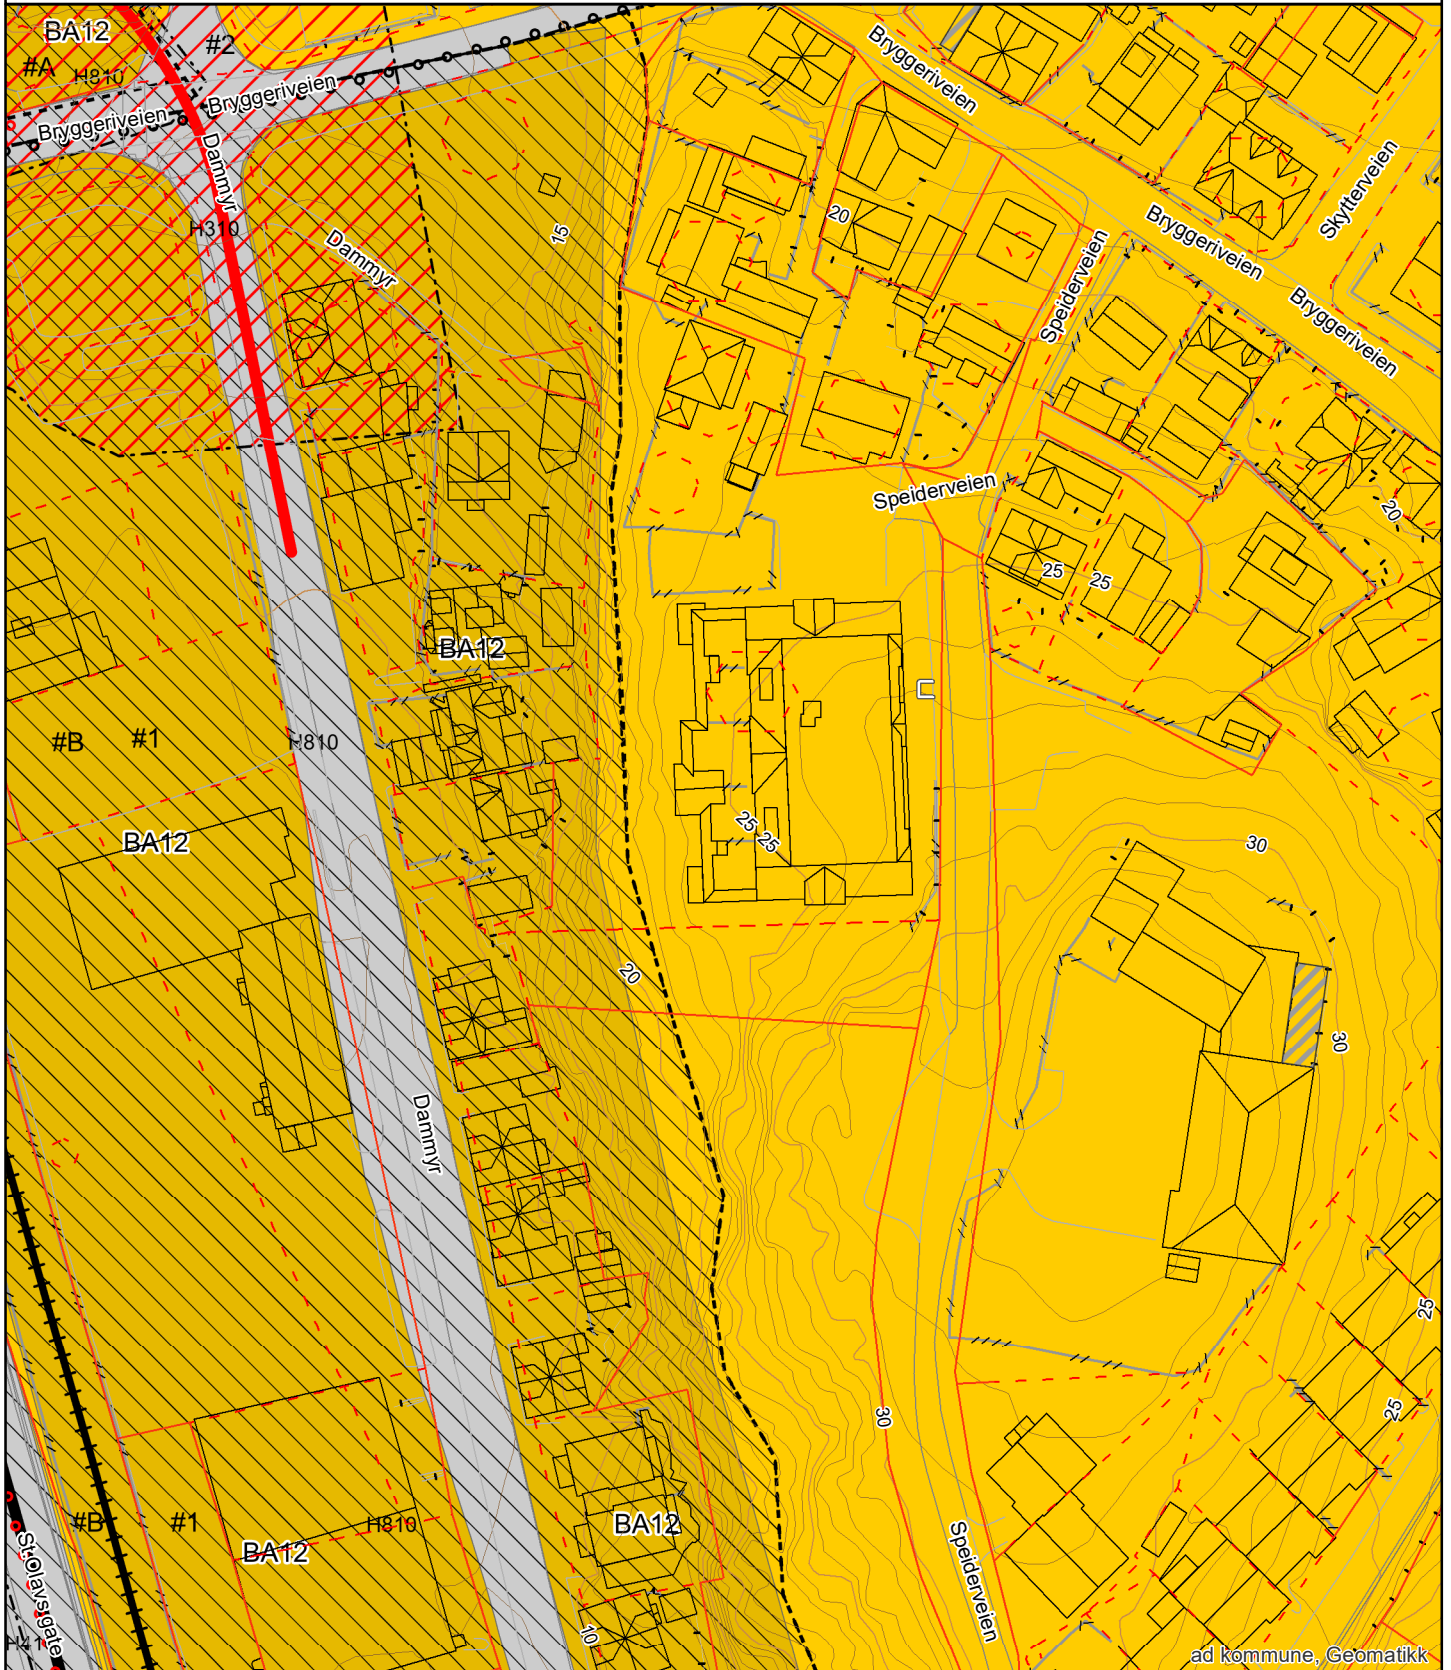 BA12
#2
#A
H810
Bryggeriveien
Bryggeriveien
Bryggeriveien
Dammyr
H310
Dammyr
15
20
Skytterveien
Bryggeriveien
Speiderveien
Bryggeriveien
Speiderveien
20
25
25
BA12
#B
#1
H810
BA12
25
25
30
20
30
Dammyr
25
25
30
#B
#1
H810
BA12
BA12
St.Olavs gate
Speiderveien
10
H41
ad kommune, Geomatikk